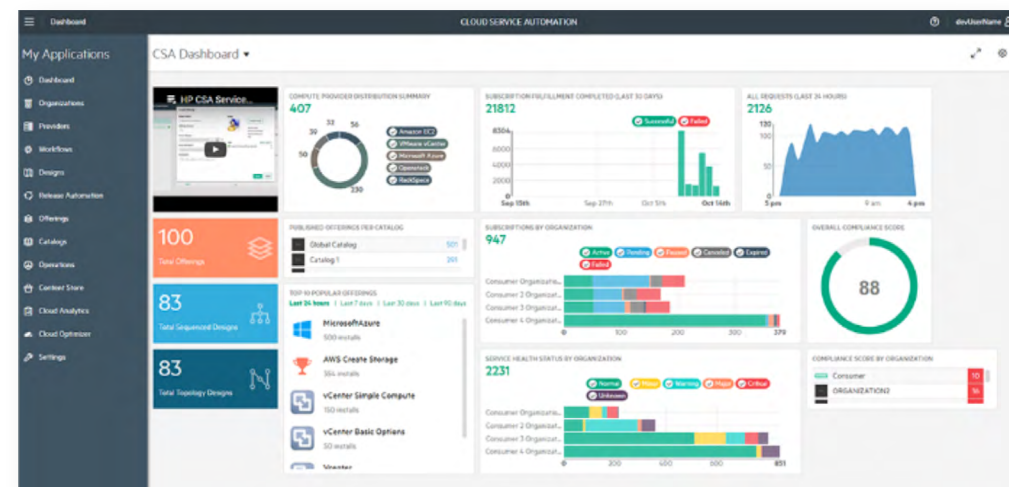 Dashboard
CLOUD SERVICE AUTOMATION
devUserName
My Applications
CSA Dashboard
Dashboard
Organizations
Providers
Workflows
Designs
Release Automation
Offerings
Catalogs
Operations
Content Store
Cloud Analytics
Cloud Optimizer
Settings
HP CSA Service...
COMPUTE PROVIDER DISTRIBUTION SUMMARY
407
39 32 56
50
230
Amazon EC2
VMware vCenter
Microsoft Azure
Openstack
RackSpace
SUBSCRIPTION FULFILLMENT COMPLETED (LAST 30 DAYS)
21812
Successful Failed
8304
6000
4000
2000
0
Sep 15th Sep 27th Oct 5th Oct 14th
ALL REQUESTS (LAST 24 HOURS)
2126
130
100
50
0
5 pm 9 am 4 pm
100
Total Offerings
PUBLISHED OFFERINGS PER CATALOG
Global Catalog 501
Catalog 1 201
SUBSCRIPTIONS BY ORGANIZATION
947
Active Pending Paused Canceled Expired
Failed
Consumer Organizatio...
Consumer 2 Organizat...
Consumer 3 Organizat...
Consumer 4 Organizat...
0 100 200 300 379
OVERALL COMPLIANCE SCORE
88
83
Total Sequenced Designs
83
Total Topology Designs
TOP 10 POPULAR OFFERINGS
Last 24 hours | Last 7 days | Last 30 days | Last 90 days
MicrosoftAzure
500 installs
AWS Create Storage
384 installs
vCenter Simple Compute
150 installs
vCenter Basic Options
50 installs
Vcenter
SERVICE HEALTH STATUS BY ORGANIZATION
2231
Normal Minor Warning Major Critical
Unknown
Consumer Organizatio...
Consumer 2 Organizat...
Consumer 3 Organizat...
Consumer 4 Organizat...
0 200 400 600 831
COMPLIANCE SCORE BY ORGANIZATION
Consumer 10
ORGANIZATION2 16